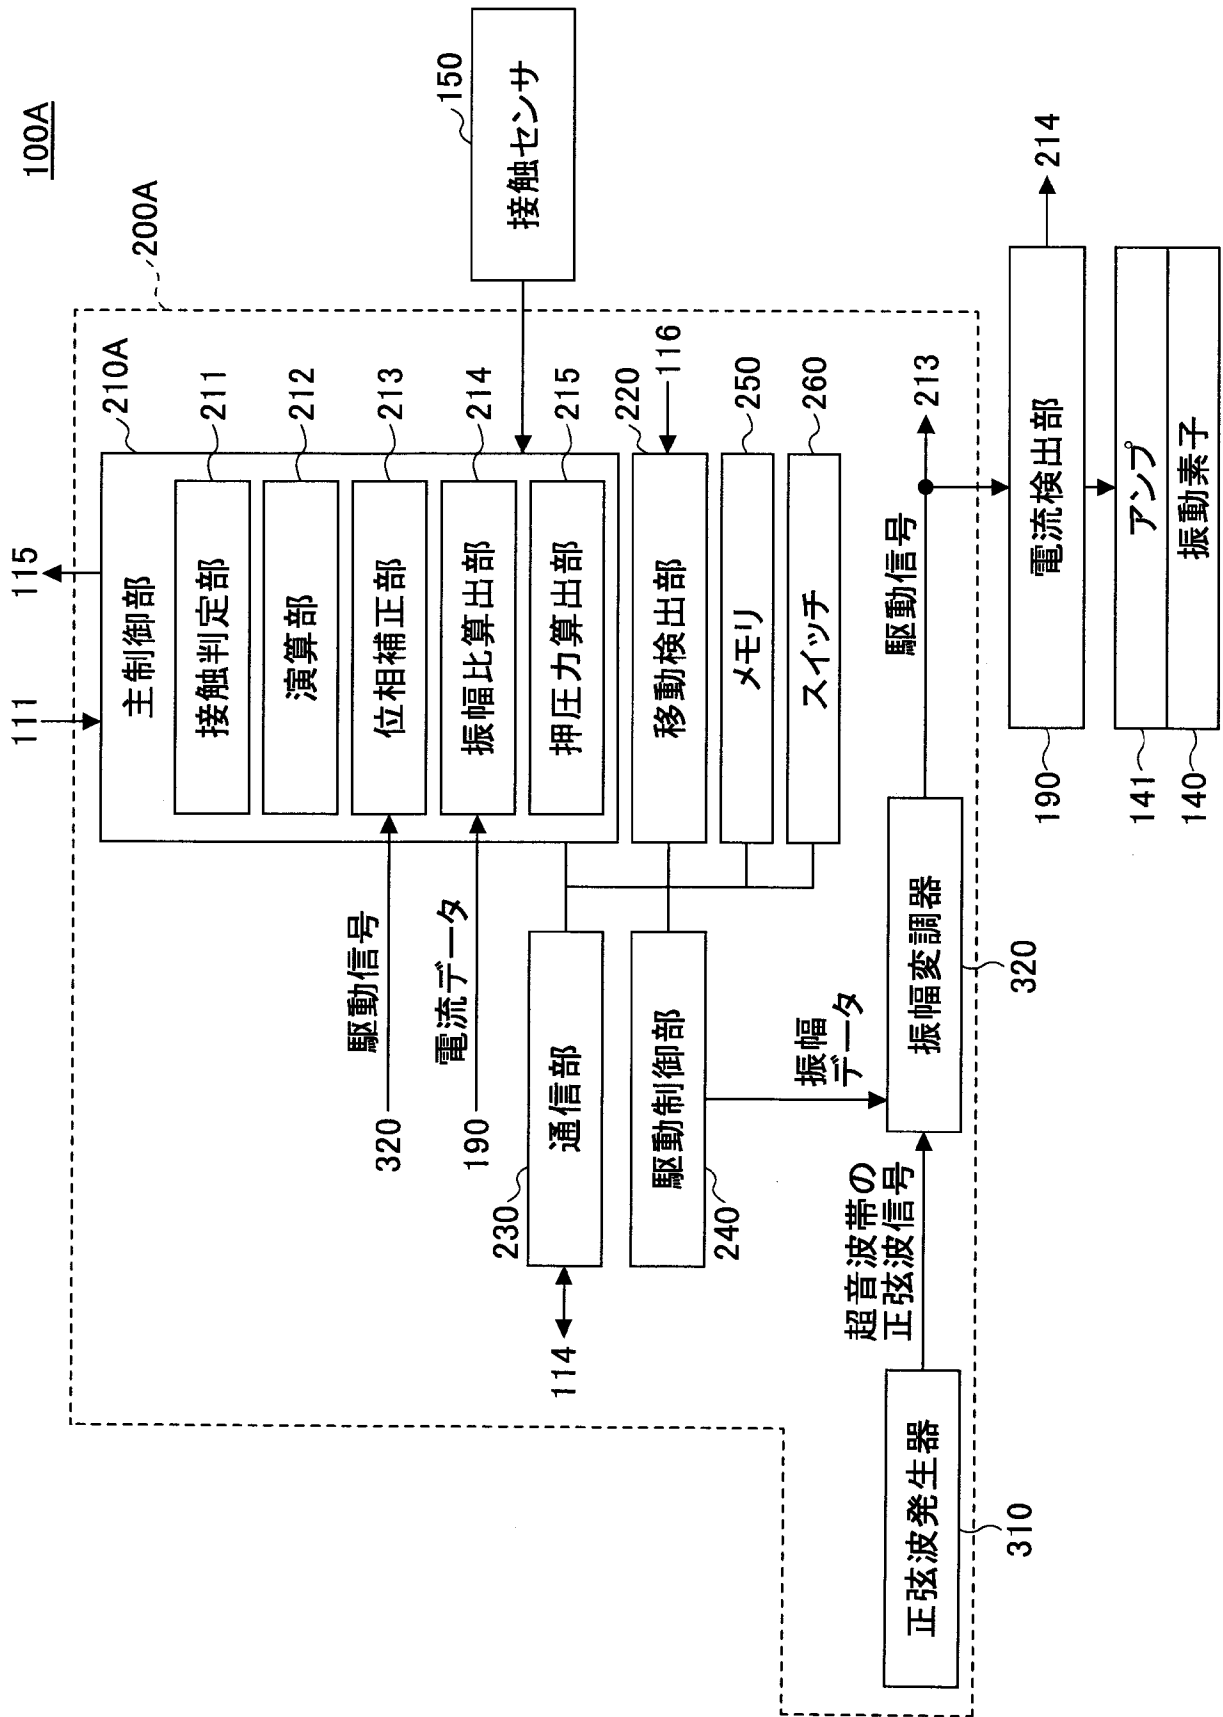 100A
200A
210A
111
115
主制御部
接触判定部
211
演算部
212
位相補正部
213
振幅比算出部
214
押圧力算出部
215
150
接触センサ
駆動信号
320
電流データ
190
移動検出部
220
116
メモリ
250
スイッチ
260
通信部
230
114
駆動制御部
240
振幅
データ
正弦波発生器
310
超音波帯の
正弦波信号
振幅変調器
320
駆動信号
213
電流検出部
190
214
アンプ
141
振動素子
140